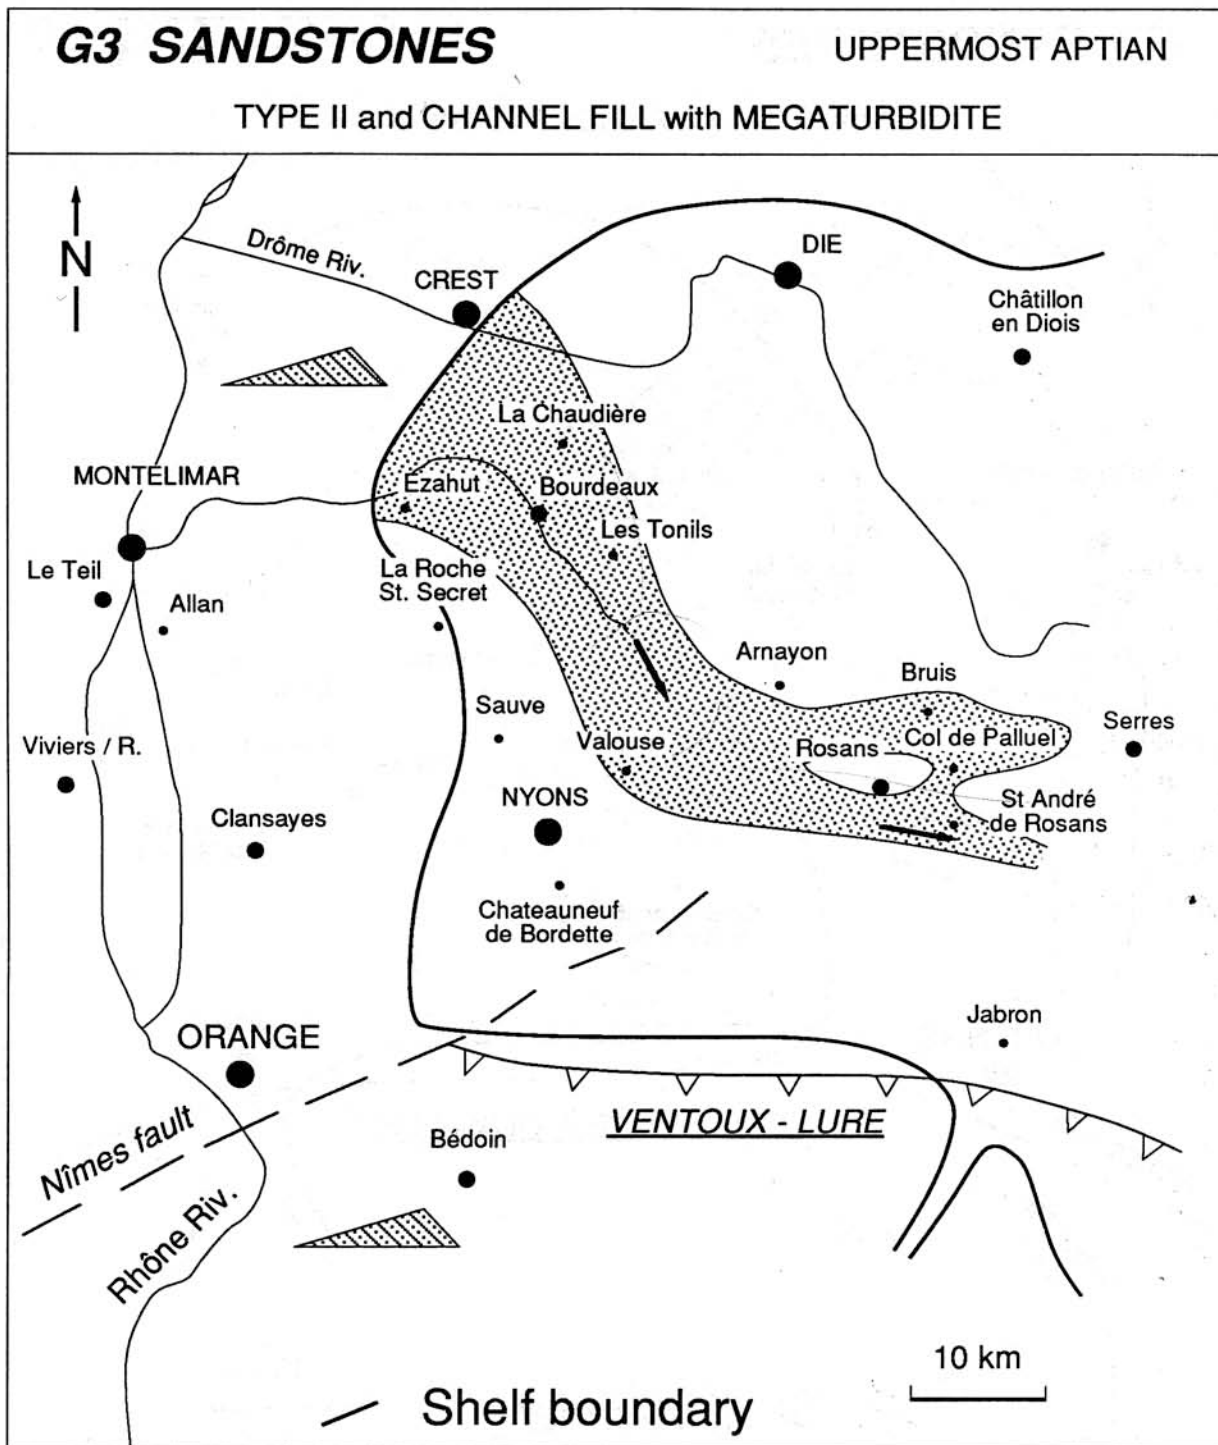 G3 SANDSTONES
UPPERMOST APTIAN
TYPE II and CHANNEL FILL with MEGATURBIDITE
N
Drôme Riv.
CREST
DIE
Châtillon
en Diois
La Chaudière
MONTELIMAR
Ezahut
Bourdeaux
Les Tonils
Le Teil
Allan
La Roche
St. Secret
Arnayon
Bruis
Sauve
Serres
Viviers / R.
Valouse
Rosans
Col de Palluel
NYONS
St André
de Rosans
Clansayes
Chateauneuf
de Bordette
ORANGE
Jabron
Nîmes fault
VENTOUX - LURE
Bédoin
Rhône Riv.
10 km
Shelf boundary